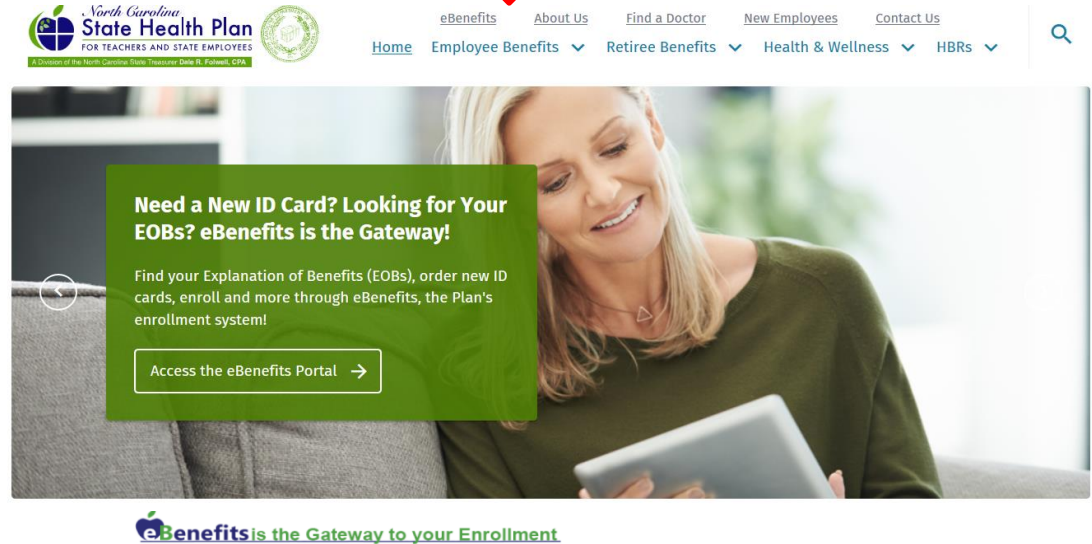 North Carolina
State Health Plan
FOR TEACHERS AND STATE EMPLOYEES
A Division of the North Carolina State Treasurer Dale R. Folwell, CPA
eBenefits About Us Find a Doctor New Employees Contact Us
Home Employee Benefits Retiree Benefits Health & Wellness HBRs
Need a New ID Card? Looking for Your
EOBs? eBenefits is the Gateway!
Find your Explanation of Benefits (EOBs), order new ID
cards, enroll and more through eBenefits, the Plan's
enrollment system!
Access the eBenefits Portal →
eBenefits is the Gateway to your Enrollment